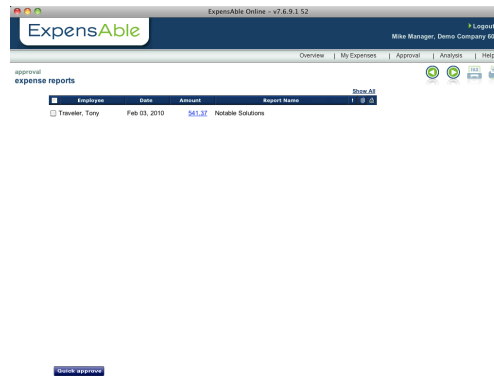 ExpensAble Online – v7.6.9.1 S2
ExpensAble
Logout
Mike Manager, Demo Company 60
Overview | My Expenses | Approval | Analysis | Help
approval
expense reports
Show All
Employee Date Amount Report Name !
Traveler, Tony Feb 03, 2010 541.37 Notable Solutions
Quick approve